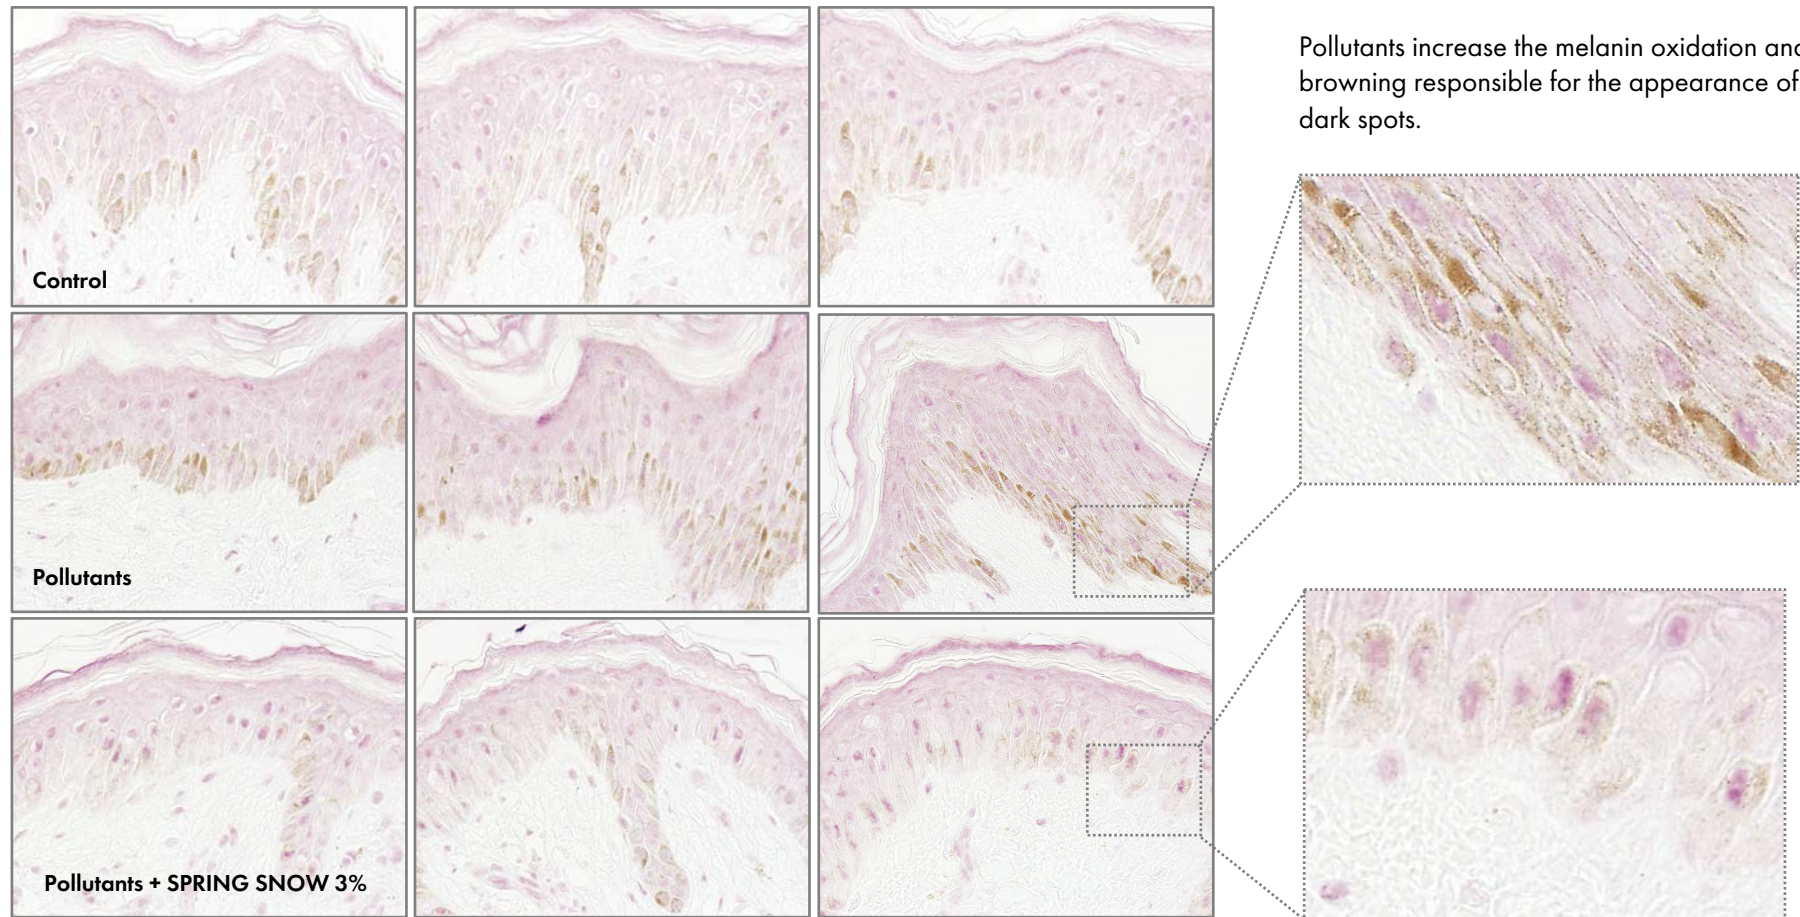 Pollutants increase the melanin oxidation and
browning responsible for the appearance of
dark spots.
Control
Pollutants
Pollutants + SPRING SNOW 3%